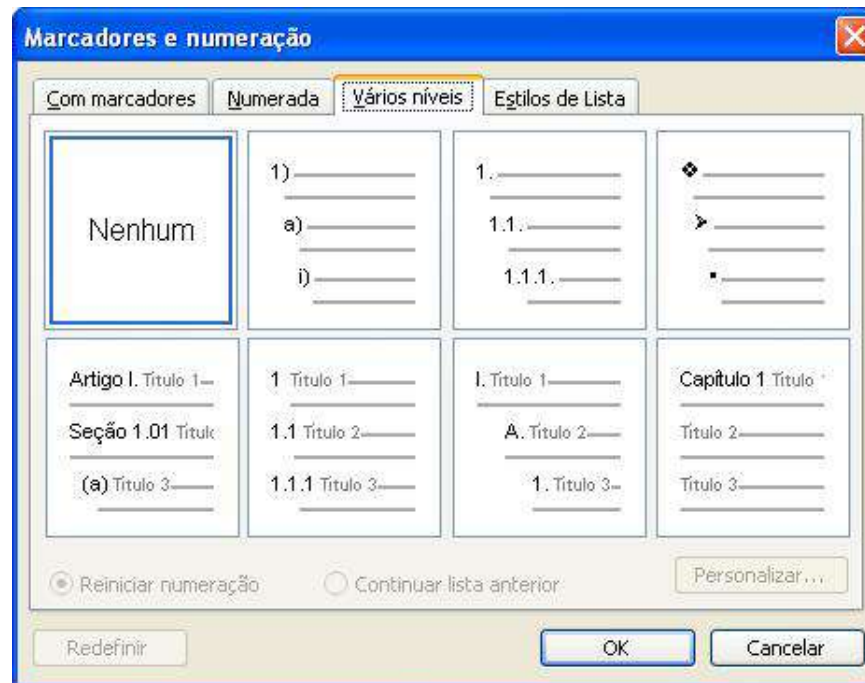 Marcadores e numeração
Com marcadores
Numerada
Vários níveis
Estilos de Lista
Nenhum
1)
a)
i)
1.
1.1.
1.1.1.
Artigo I. Título 1
Seção 1.01
(a) Título 3
1 Título 1
1.1 Título 2
1.1.1 Título 3
I. Título 1
A. Título 2
1. Título 3
Capítulo 1 Título
Título 2
Título 3
Reiniciar numeração
Continuar lista anterior
Personalizar...
Redefinir
OK
Cancelar